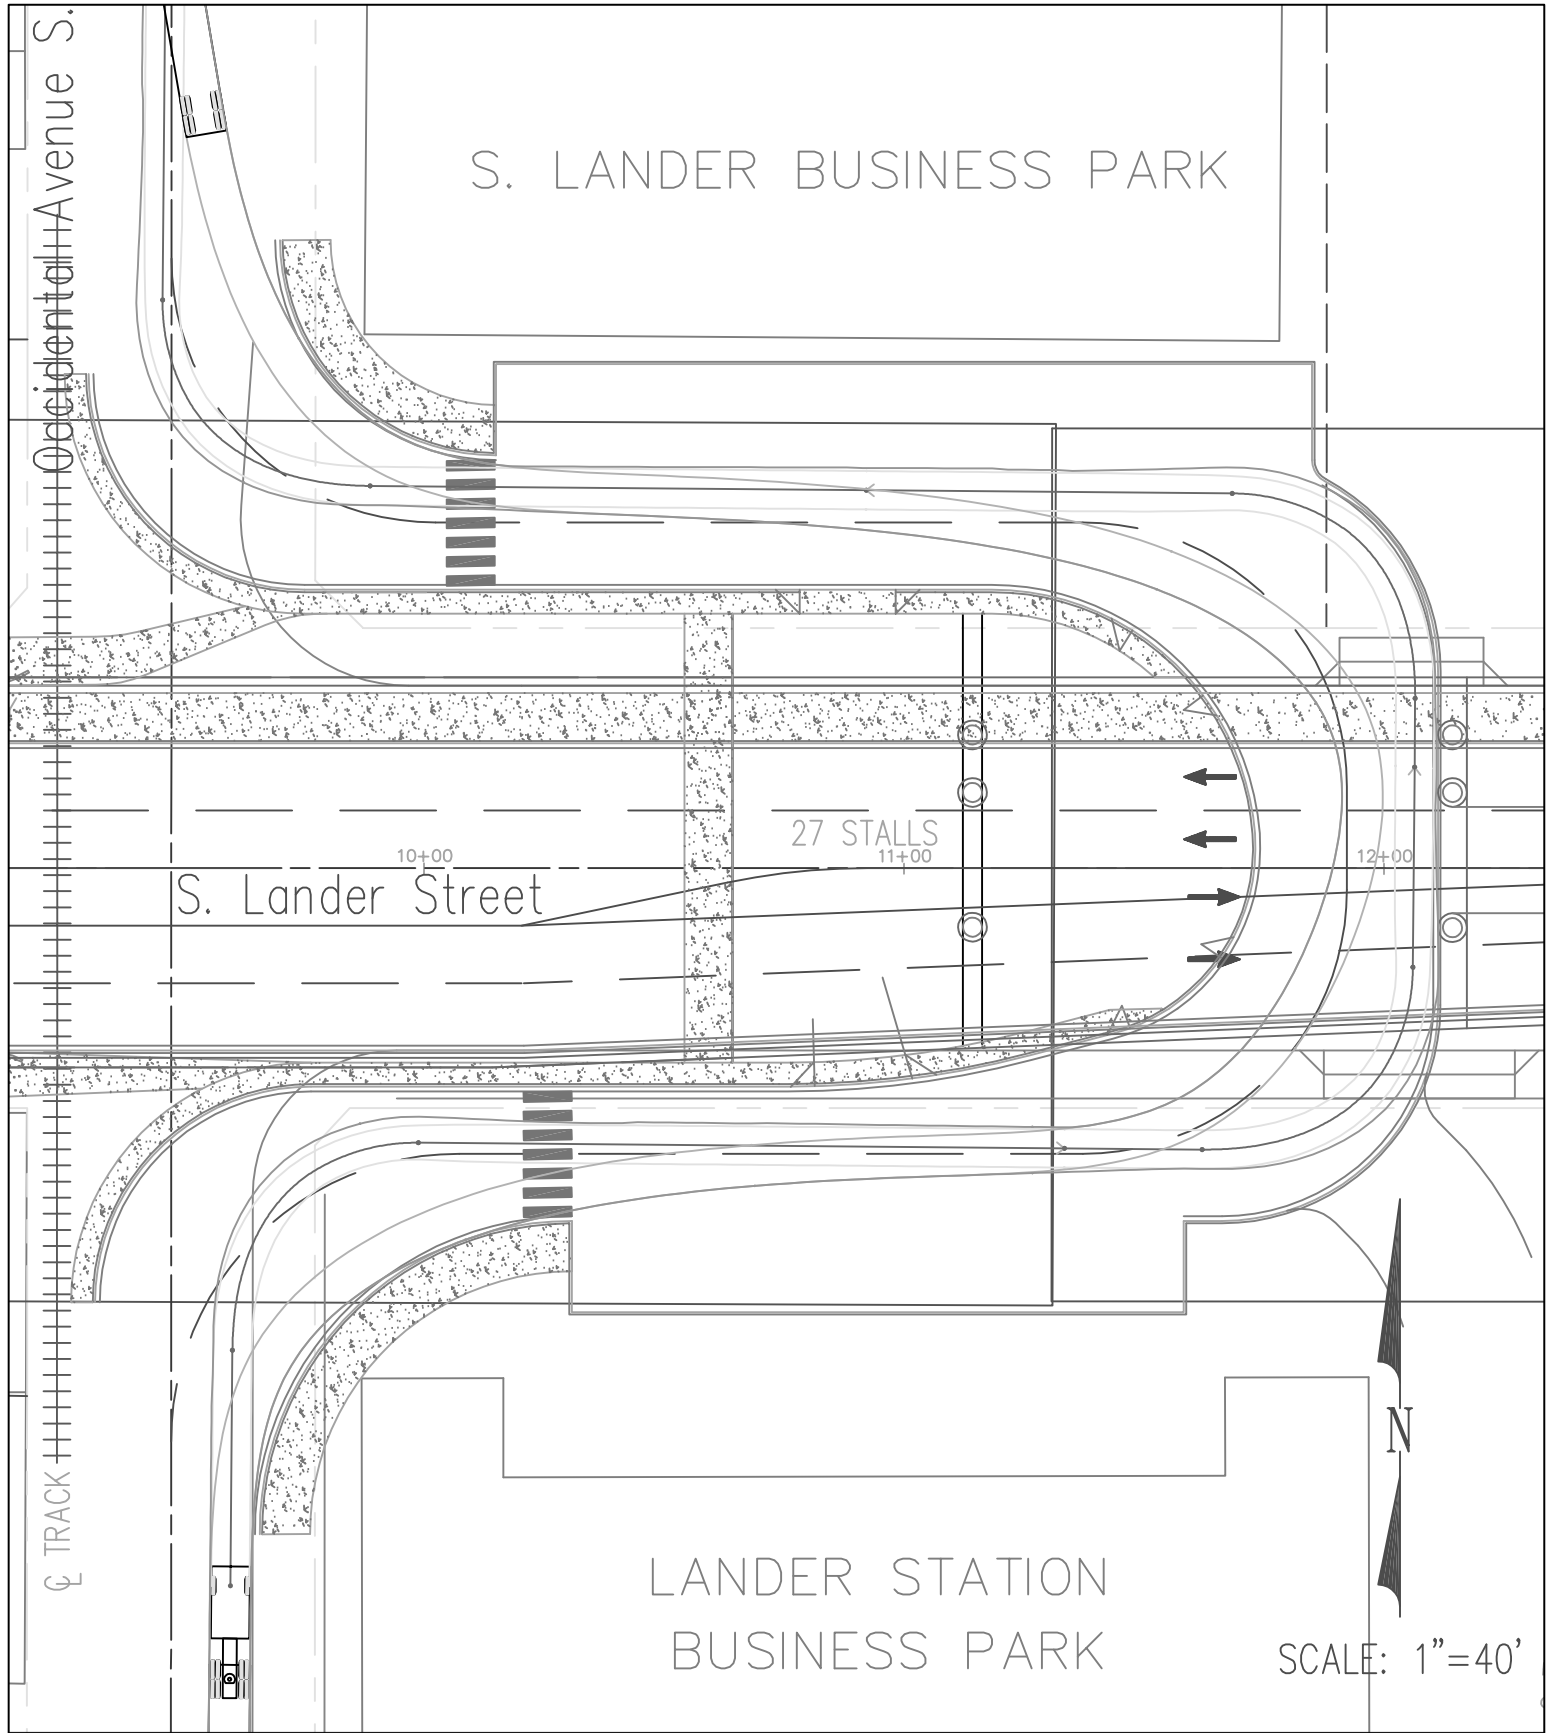 Occidental Avenue S.
S. LANDER BUSINESS PARK
27 STALLS
10+00
11+00
12+00
S. Lander Street
N
℄ TRACK
LANDER STATION
BUSINESS PARK
SCALE: 1"=40'